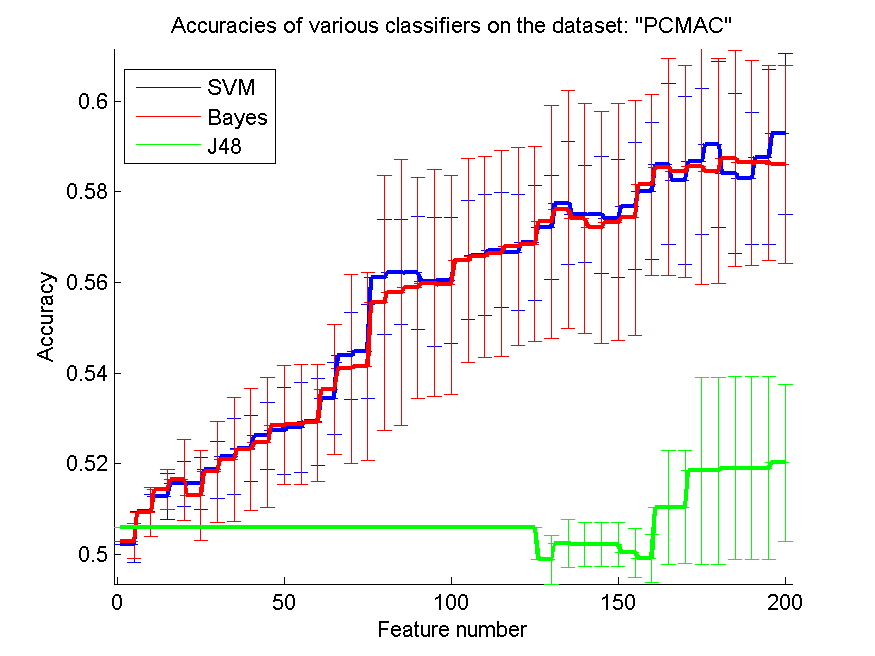 Accuracies of various classifiers on the dataset: "PCMAC"
SVM
Bayes
J48
0.6
0.58
0.56
0.54
0.52
0.5
Accuracy
0
50
100
150
200
Feature number